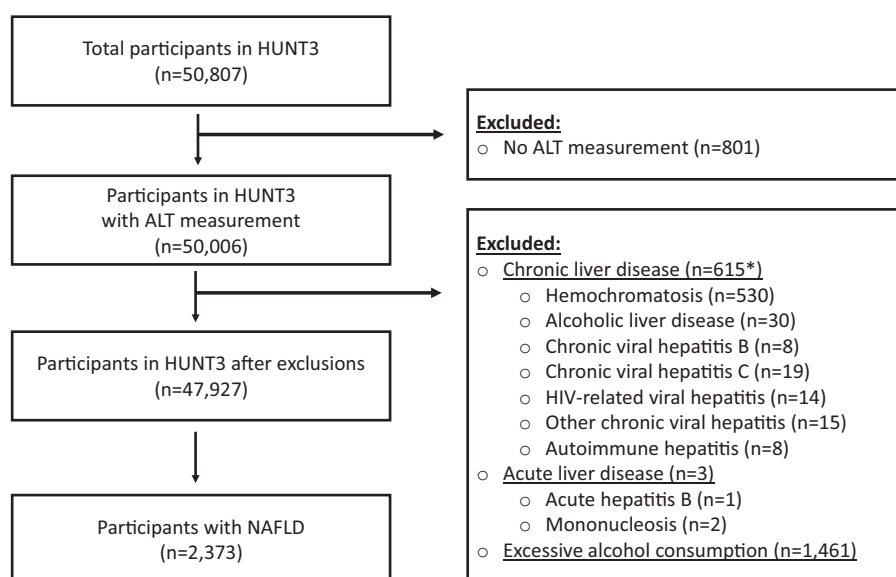 Total participants in HUNT3
(n=50,807)
Excluded:
○ No ALT measurement (n=801)
Participants in HUNT3
with ALT measurement
(n=50,006)
Excluded:
○ Chronic liver disease (n=615*)
○ Hemochromatosis (n=530)
○ Alcoholic liver disease (n=30)
○ Chronic viral hepatitis B (n=8)
○ Chronic viral hepatitis C (n=19)
○ HIV-related viral hepatitis (n=14)
○ Other chronic viral hepatitis (n=15)
○ Autoimmune hepatitis (n=8)
○ Acute liver disease (n=3)
○ Acute hepatitis B (n=1)
○ Mononucleosis (n=2)
○ Excessive alcohol consumption (n=1,461)
Participants in HUNT3 after exclusions
(n=47,927)
Participants with NAFLD
(n=2,373)